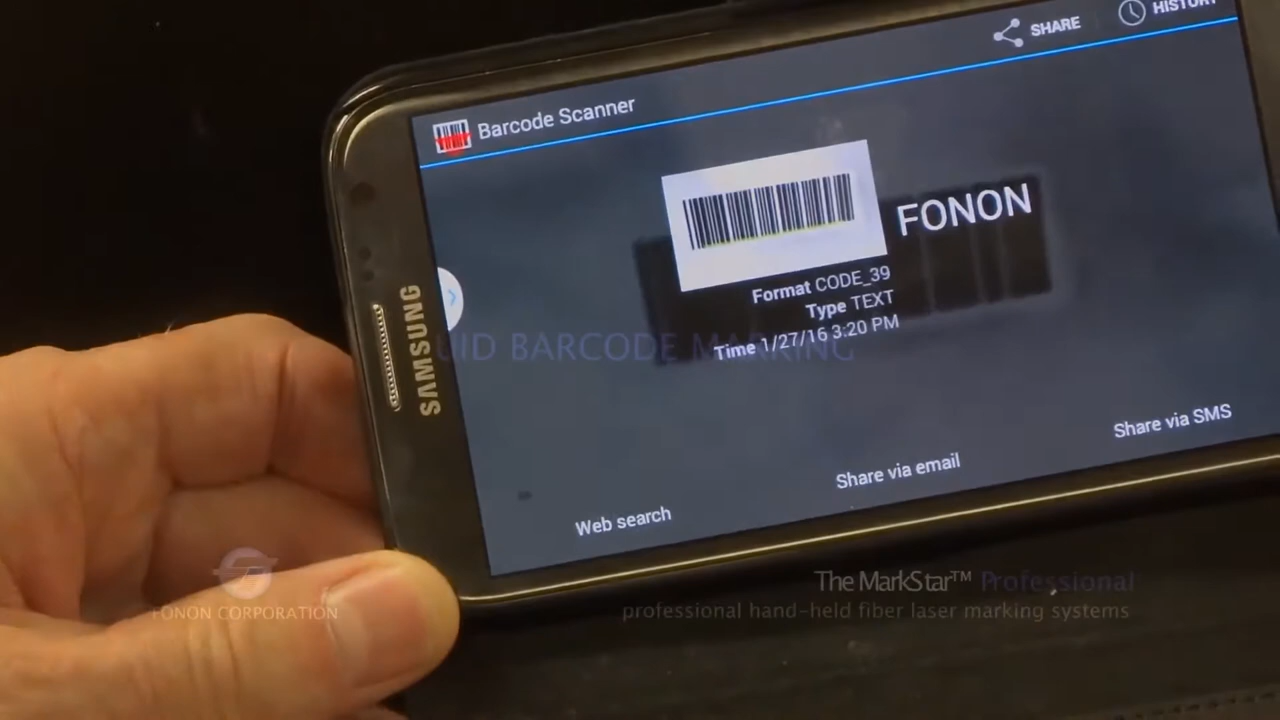 SHARE
HISTORY
Barcode Scanner
FONON
Format CODE_39
Type TEXT
Time 1/27/16 3:20 PM
UID BARCODE MARKING
SAMSUNG
Share via SMS
Share via email
Web search
The MarkStar™ Professional
professional hand-held fiber laser marking systems
FONON CORPORATION